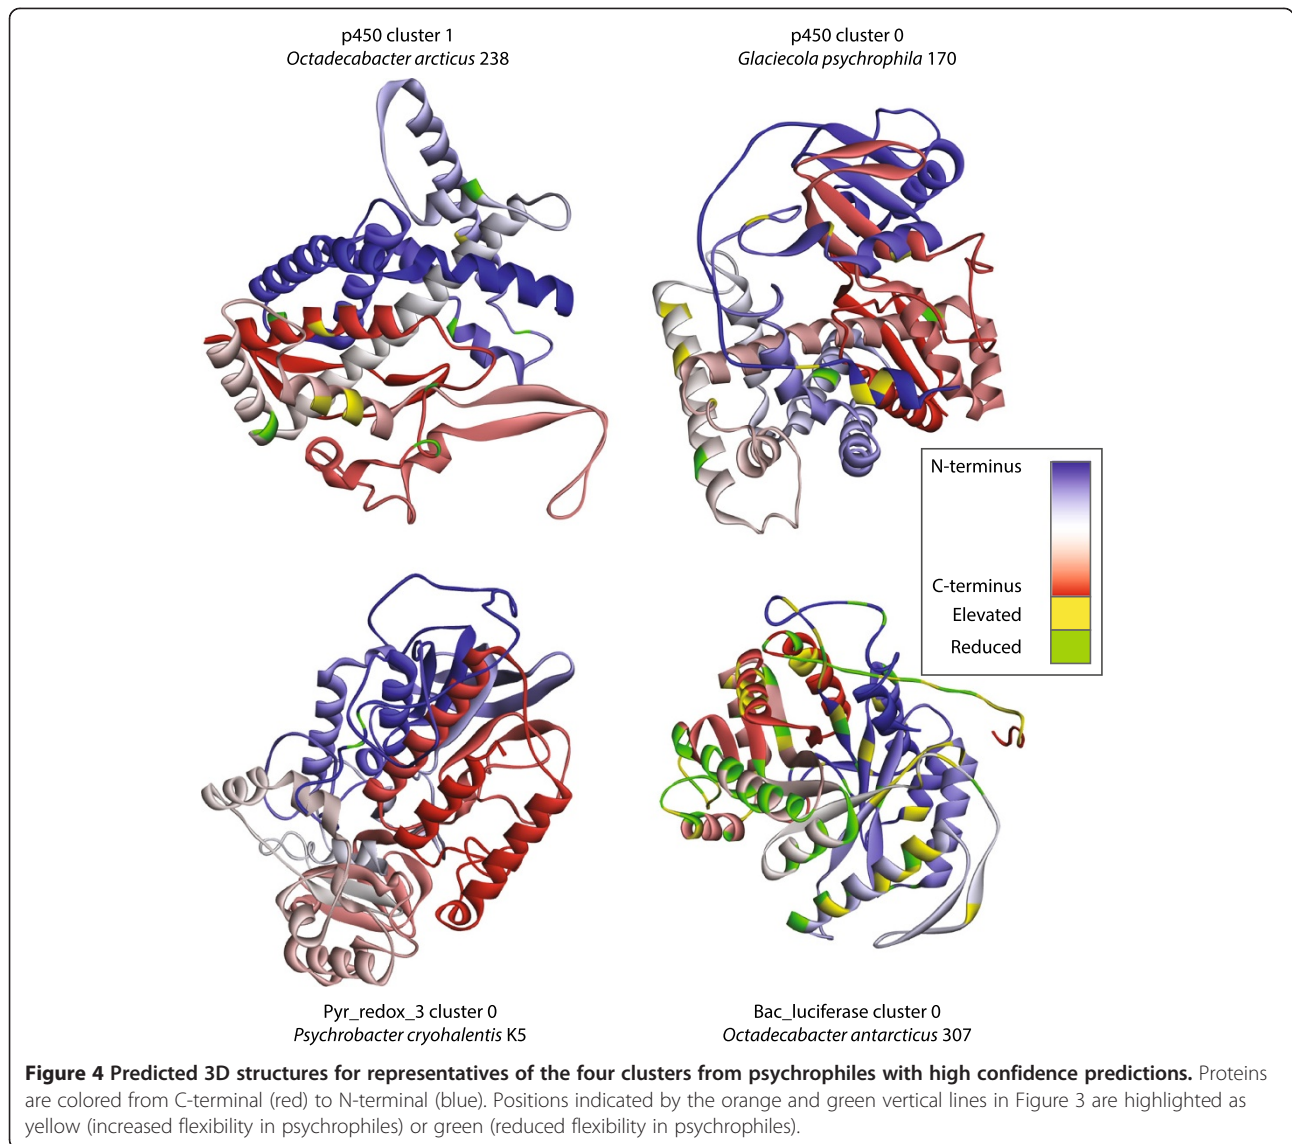 p450 cluster 1
Octadecabacter arcticus 238
p450 cluster 0
Glaciecola psychrophila 170
N-terminus
C-terminus
Elevated
Reduced
Pyr_redox_3 cluster 0
Psychrobacter cryohalentis K5
Bac_luciferase cluster 0
Octadecabacter antarcticus 307
Figure 4 Predicted 3D structures for representatives of the four clusters from psychrophiles with high confidence predictions. Proteins
are colored from C-terminal (red) to N-terminal (blue). Positions indicated by the orange and green vertical lines in Figure 3 are highlighted as
yellow (increased flexibility in psychrophiles) or green (reduced flexibility in psychrophiles).